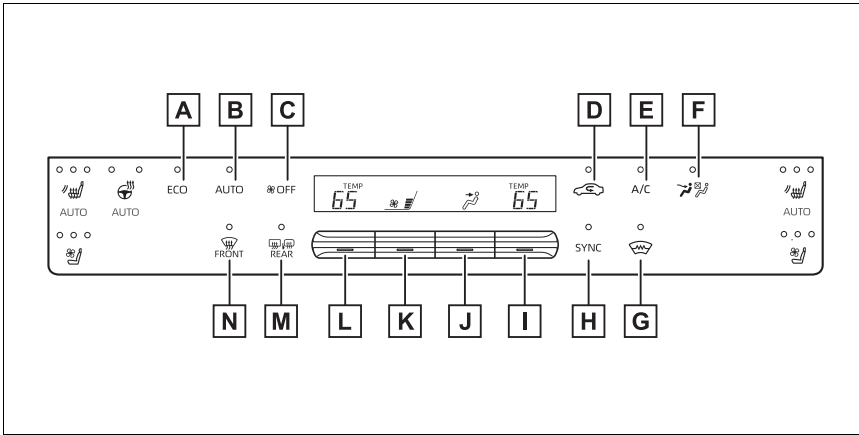 A B C D E F
TEMP TEMP
ECO AUTO OFF 65 65 A/C
AUTO AUTO AUTO
FRONT REAR SYNC
N M L K J I H G